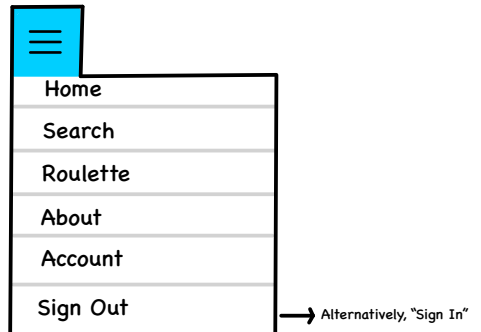 Home
Search
Roulette
About
Account
Sign Out
Alternatively, “Sign In”